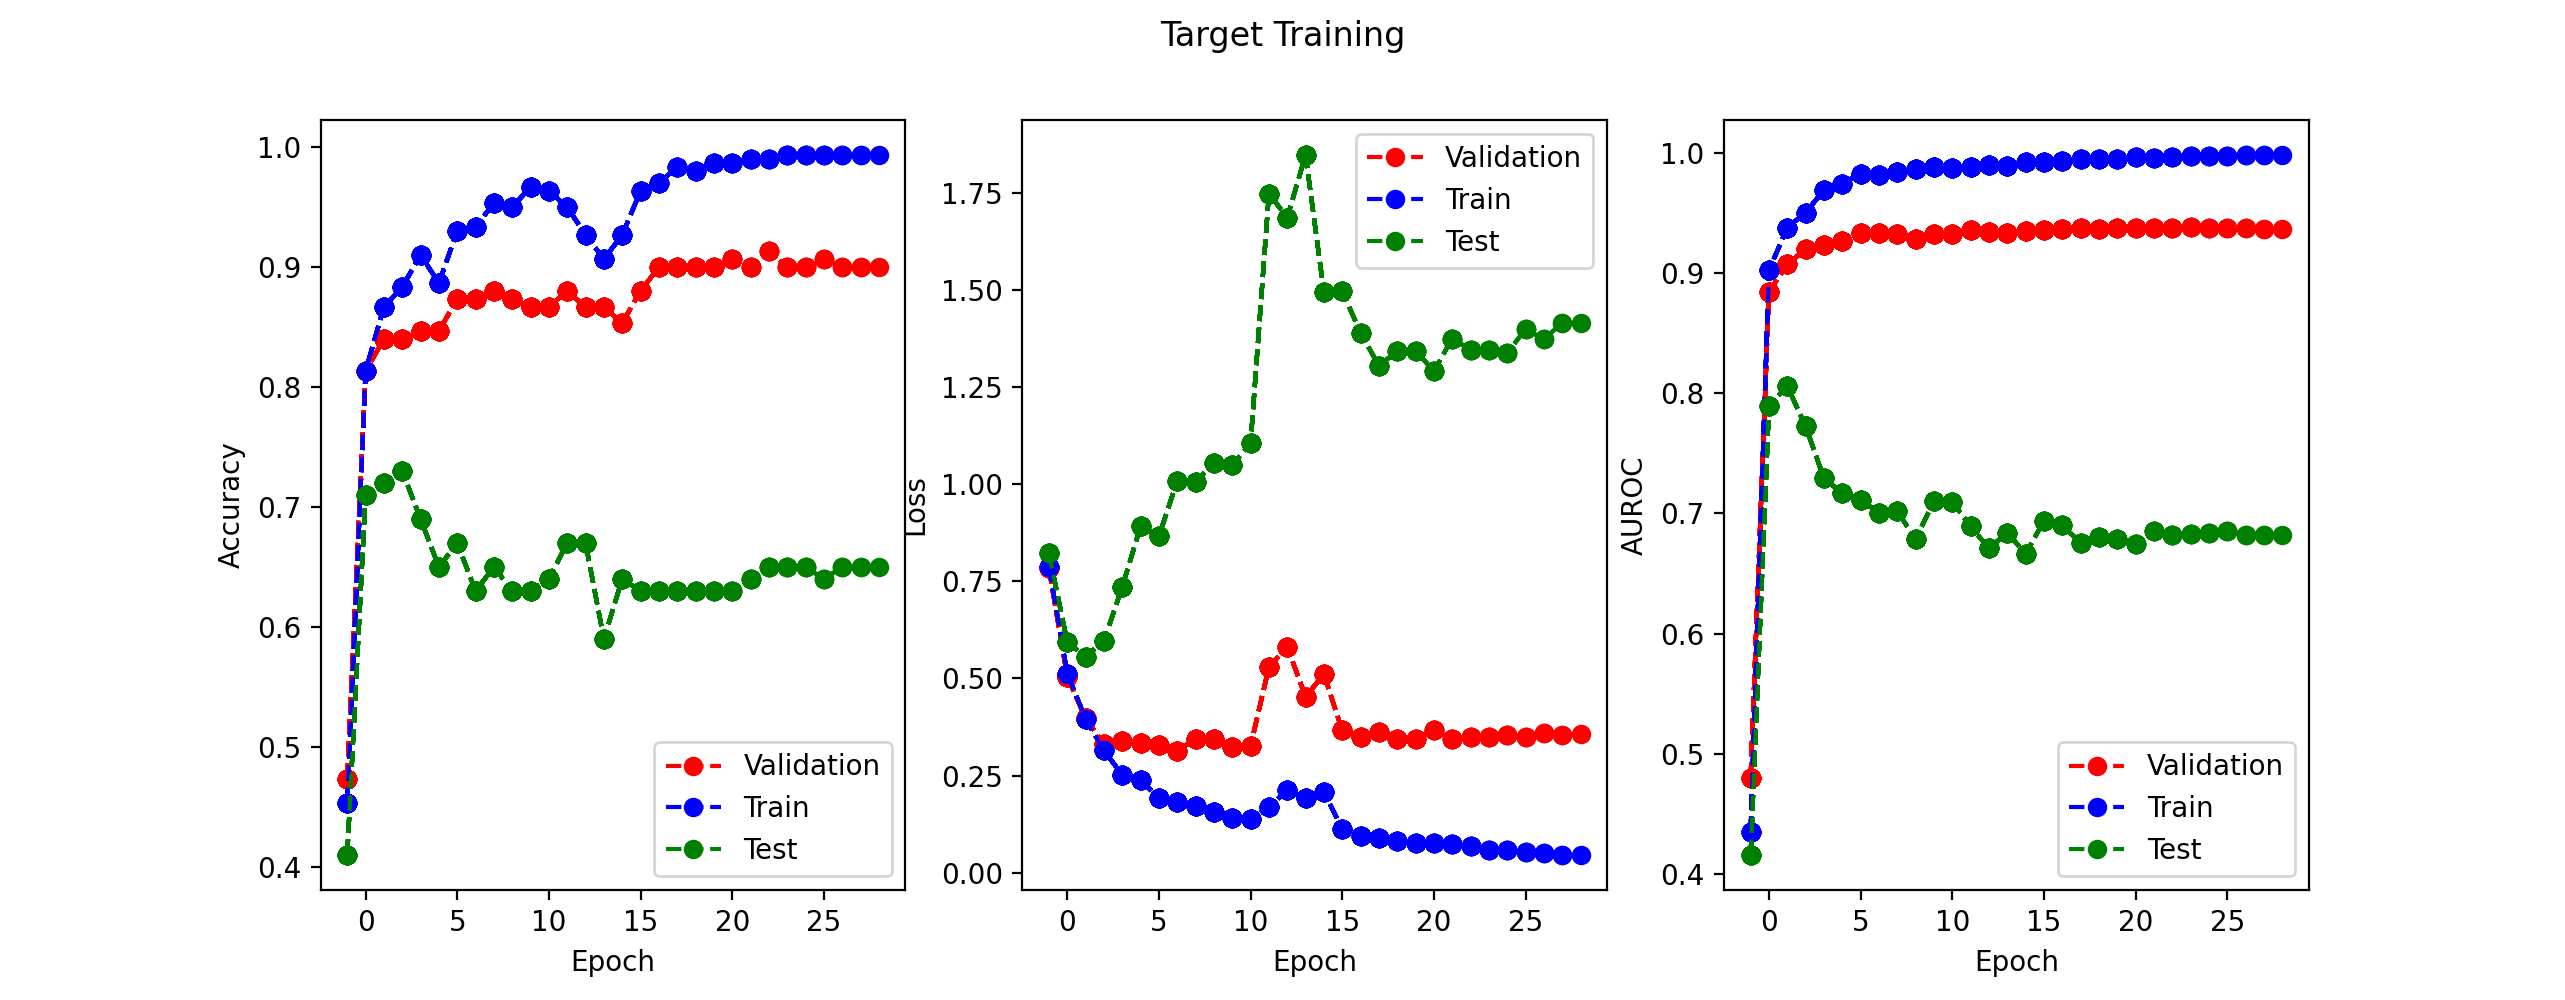 Target Training
Accuracy
1.0
0.9
0.8
0.7
0.6
0.5
0.4
0 5 10 15 20 25
Epoch
Validation
Train
Test
Loss
1.75
1.50
1.25
1.00
0.75
0.50
0.25
0.00
0 5 10 15 20 25
Epoch
Validation
Train
Test
AUROC
1.0
0.9
0.8
0.7
0.6
0.5
0.4
0 5 10 15 20 25
Epoch
Validation
Train
Test